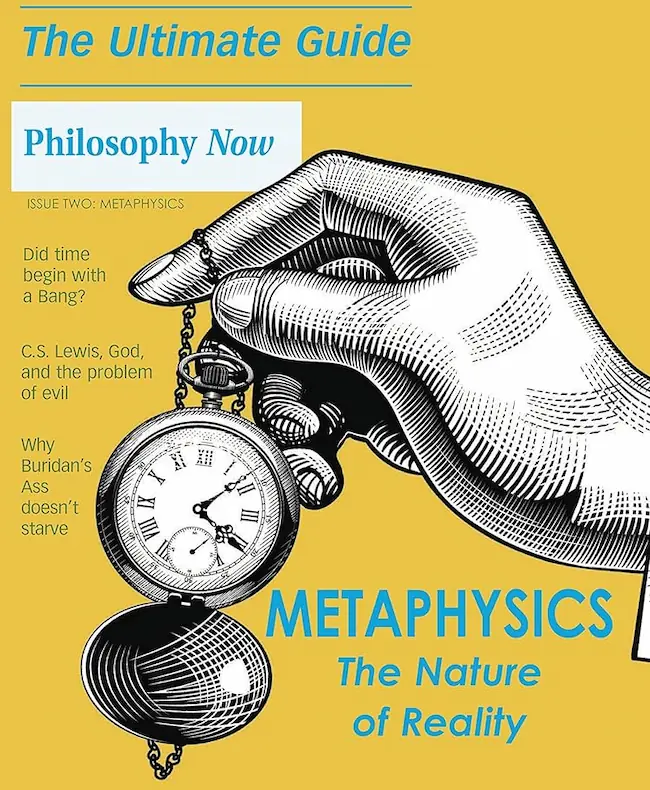 The Ultimate Guide
Philosophy Now
ISSUE TWO: METAPHYSICS
Did time
begin with
a Bang?
C.S. Lewis, God,
and the problem
of evil
Why
Buridan's
Ass
doesn't
starve
METAPHYSICS
The Nature
of Reality